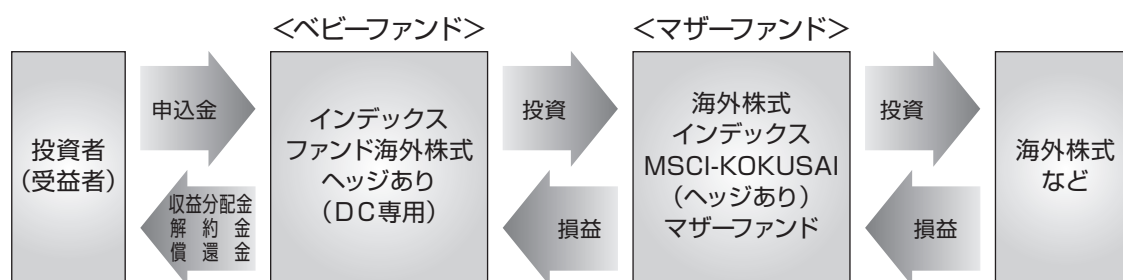 <ベビーファンド>
<マザーファンド>
投資者
(受益者)
申込金
収益分配金
解約金
償還金
インデックス
ファンド海外株式
ヘッジあり
(DC専用)
投資
損益
海外株式
インデックス
MSCI-KOKUSAI
(ヘッジあり)
マザーファンド
投資
損益
海外株式
など